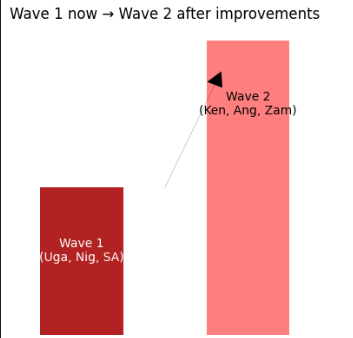 Wave 1 now → Wave 2 after improvements
Wave 2
(Ken, Ang, Zam)
Wave 1
(Uga, Nig, SA)